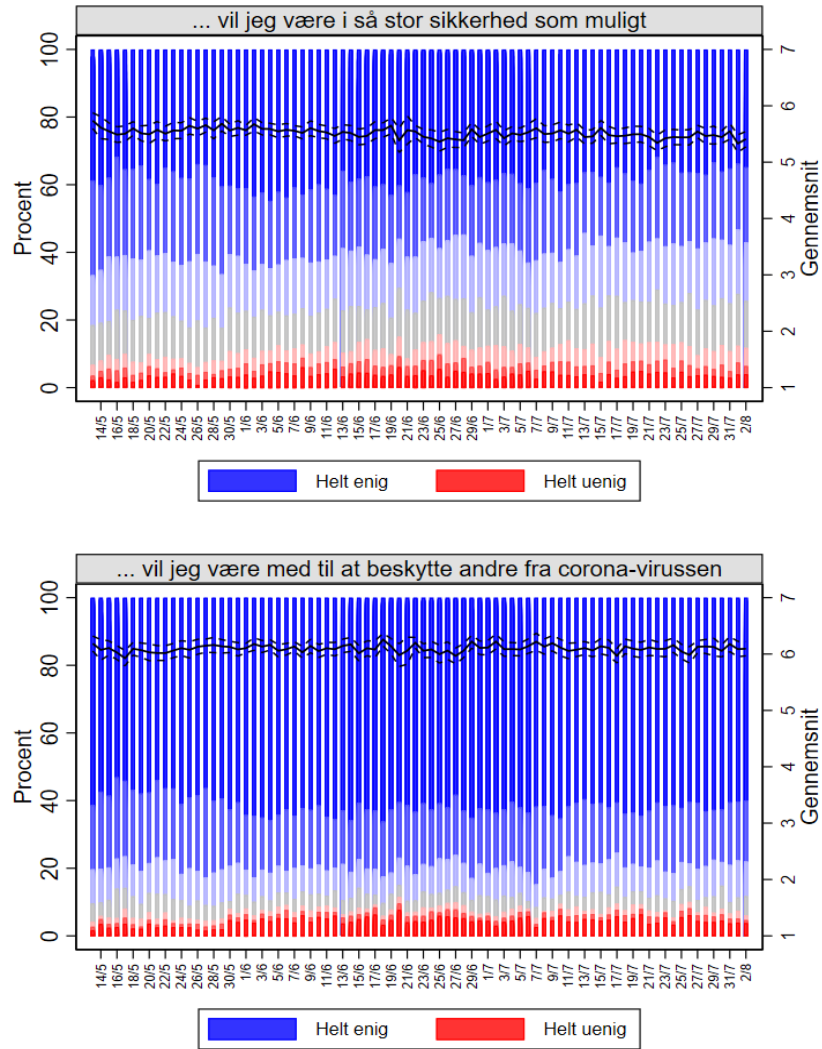 ... vil jeg være i så stor sikkerhed som muligt
Procent
0 20 40 60 80 100
Gennemsnit
1 2 3 4 5 6 7
14/5 16/5 18/5 20/5 22/5 24/5 26/5 28/5 30/5 1/6 3/6 5/6 7/6 9/6 11/6 13/6 15/6 17/6 19/6 21/6 23/6 25/6 27/6 29/6 1/7 3/7 5/7 7/7 9/7 11/7 13/7 15/7 17/7 19/7 21/7 23/7 25/7 27/7 29/7 31/7 2/8
Helt enig Helt uenig
... vil jeg være med til at beskytte andre fra corona-virussen
Procent
0 20 40 60 80 100
Gennemsnit
1 2 3 4 5 6 7
14/5 16/5 18/5 20/5 22/5 24/5 26/5 28/5 30/5 1/6 3/6 5/6 7/6 9/6 11/6 13/6 15/6 17/6 19/6 21/6 23/6 25/6 27/6 29/6 1/7 3/7 5/7 7/7 9/7 11/7 13/7 15/7 17/7 19/7 21/7 23/7 25/7 27/7 29/7 31/7 2/8
Helt enig Helt uenig